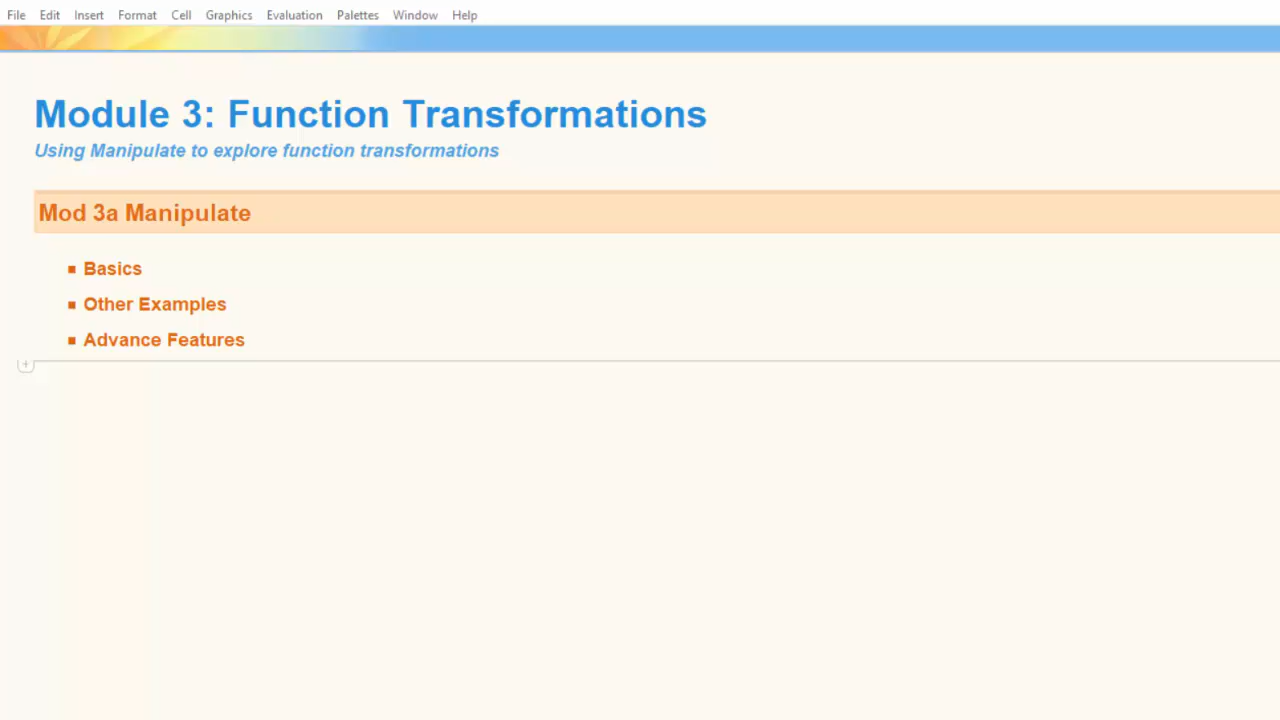 File Edit Insert Format Cell Graphics Evaluation Palettes Window Help
Module 3: Function Transformations
Using Manipulate to explore function transformations
Mod 3a Manipulate
Basics
Other Examples
Advance Features
+